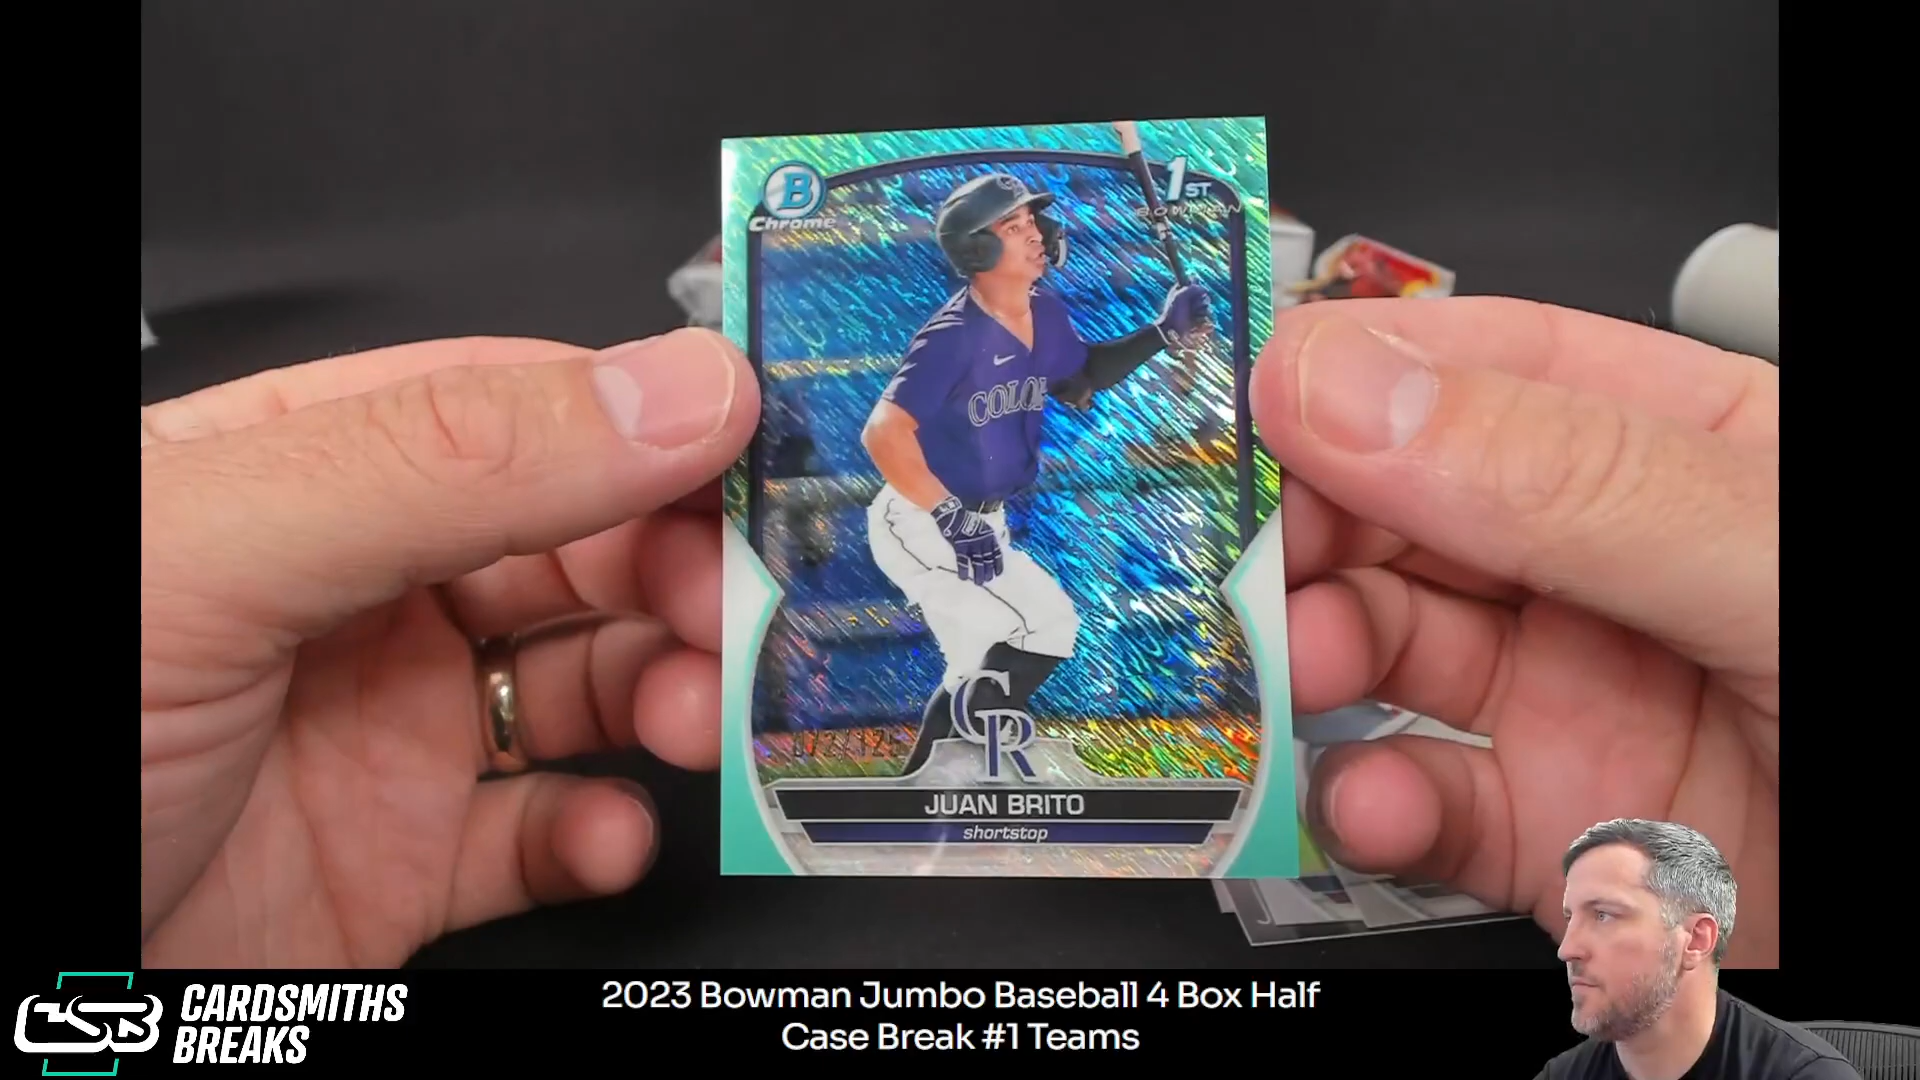 B
Chrome
1ST
BOWMAN
COLO
CR
JUAN BRITO
shortstop
CSB
CARDSMITHS
BREAKS
2023 Bowman Jumbo Baseball 4 Box Half
Case Break #1 Teams